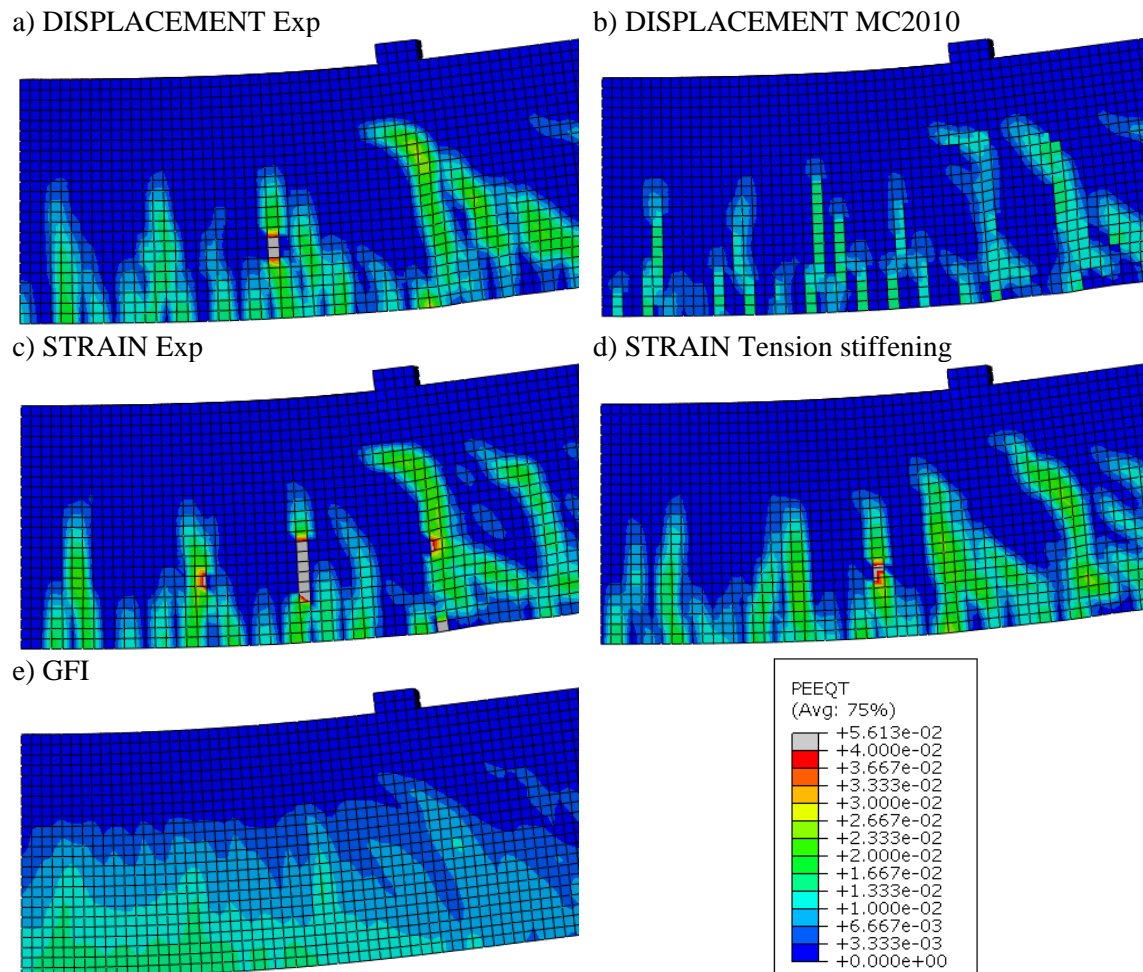 a) DISPLACEMENT Exp
b) DISPLACEMENT MC2010
c) STRAIN Exp
d) STRAIN Tension stiffening
e) GFI
PEEQT
(Avg: 75%)
+5.613e-02
+4.000e-02
+3.667e-02
+3.333e-02
+3.000e-02
+2.667e-02
+2.333e-02
+2.000e-02
+1.667e-02
+1.333e-02
+1.000e-02
+6.667e-03
+3.333e-03
+0.000e+00